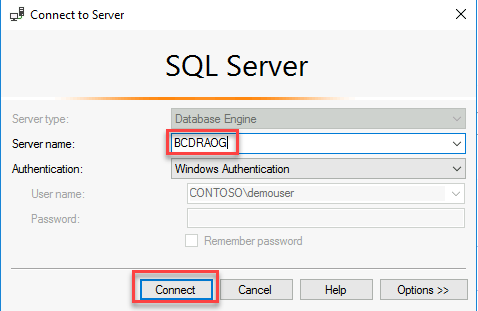 Connect to Server
SQL Server
Server type: Database Engine
Server name: BCDRAOG
Authentication: Windows Authentication
User name: CONTOSO\demouser
Password:
Remember password
Connect Cancel Help Options >>